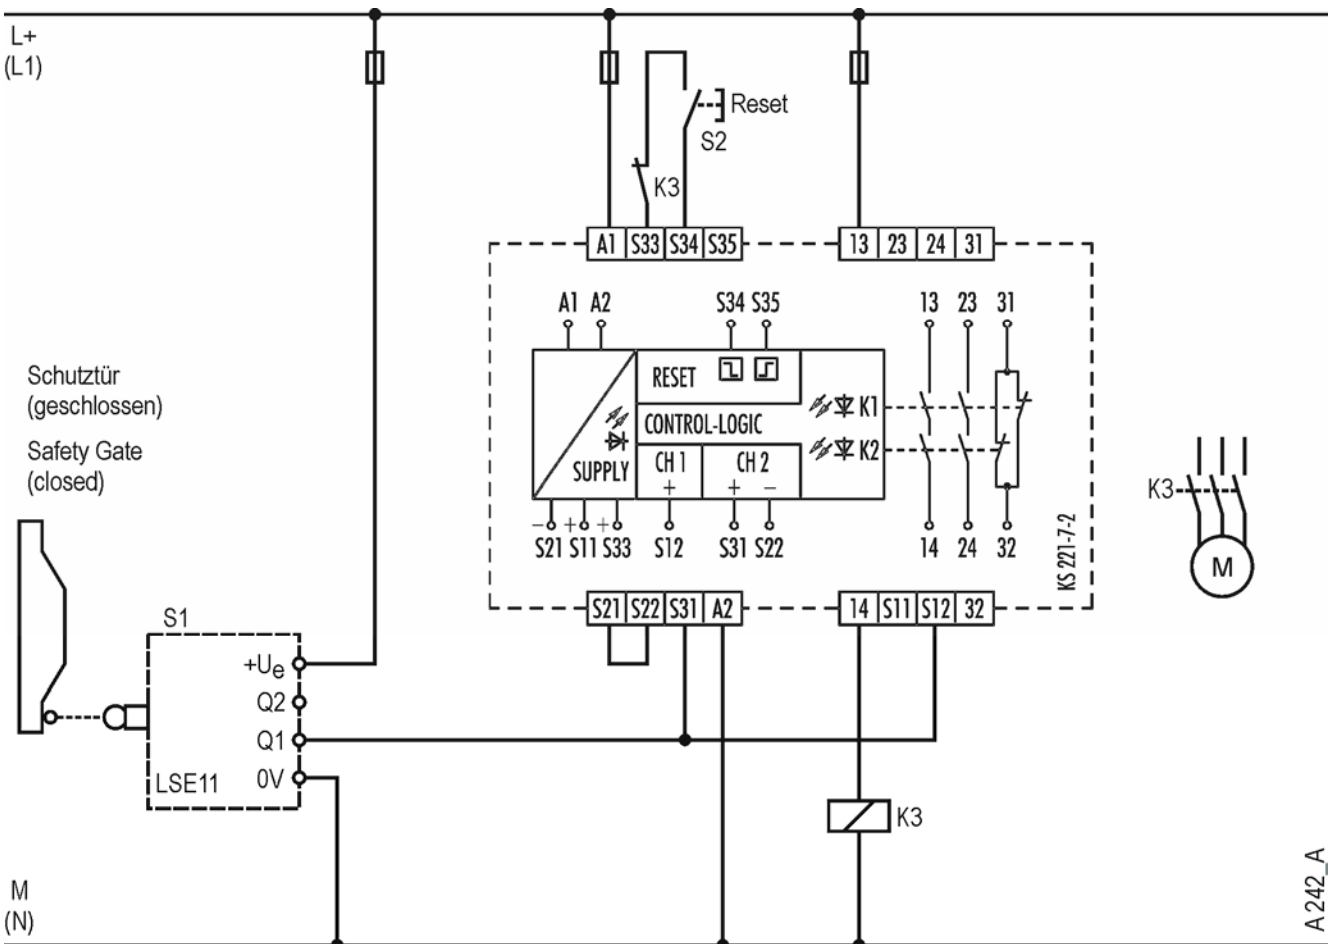 L+
(L1)
Reset
S2
K3
A1 S33 S34 S35
13 23 24 31
A1 A2 S34 S35 13 23 31
Schutztür
(geschlossen)
Safety Gate
(closed)
RESET
CONTROL-LOGIC
K1
K2
SUPPLY
CH 1
+
CH 2
+ −
− + +
S21 S11 S33 S12 S31 S22 14 24 32
KS 221-7-2
K3
M
S21 S22 S31 A2
14 S11 S12 32
S1
+Ue
Q2
Q1
0V
LSE11
K3
M
(N)
A 242_A